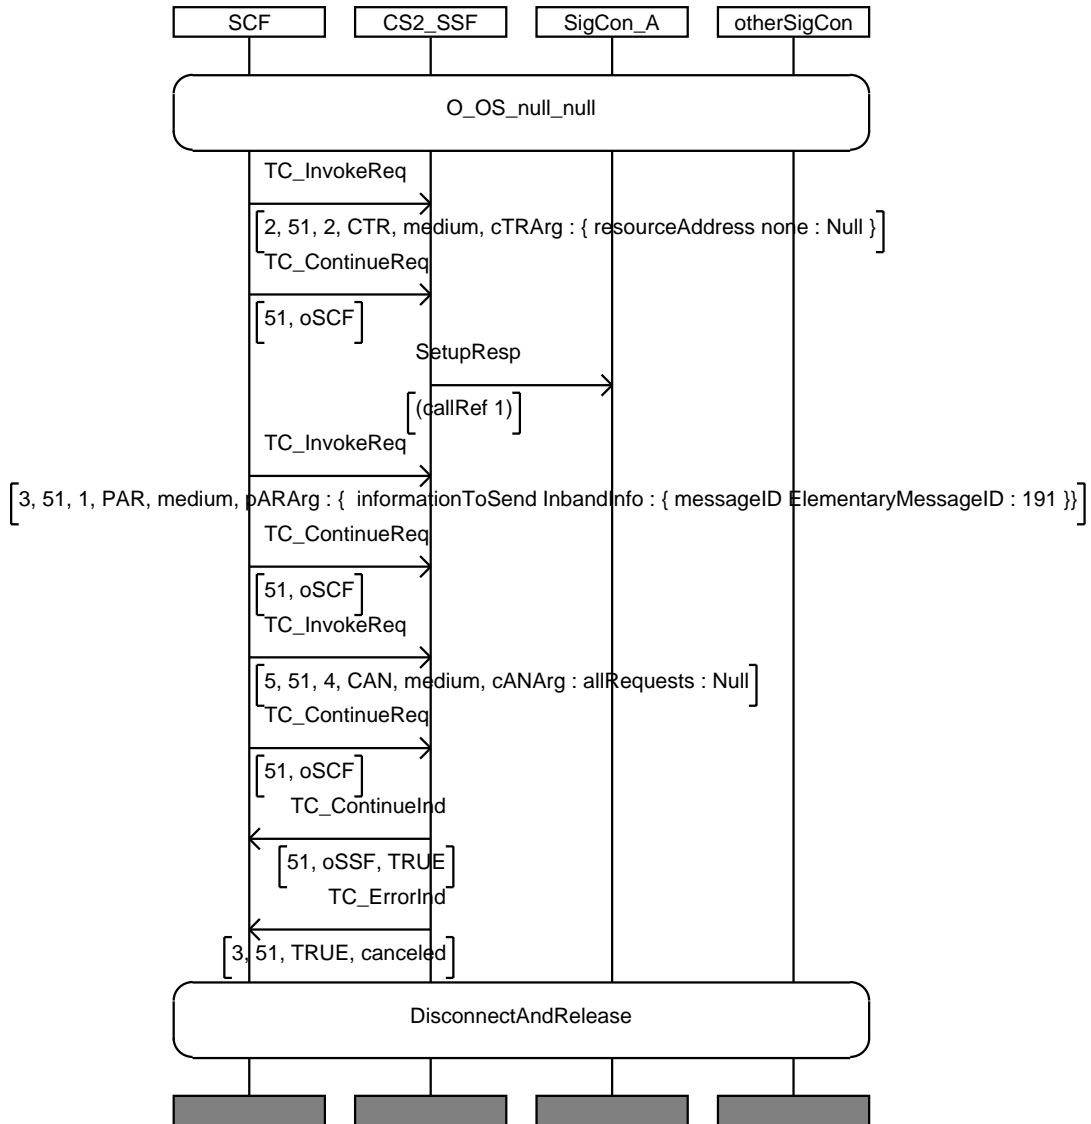 SCF CS2_SSF SigCon_A otherSigCon
O_OS_null_null
TC_InvokeReq
2, 51, 2, CTR, medium, cTRArg : { resourceAddress none : Null }
TC_ContinueReq
51, oSCF
SetupResp
(callRef 1)
TC_InvokeReq
3, 51, 1, PAR, medium, pARArg : {  informationToSend InbandInfo : { messageID ElementaryMessageID : 191 }}
TC_ContinueReq
51, oSCF
TC_InvokeReq
5, 51, 4, CAN, medium, cANArg : allRequests : Null
TC_ContinueReq
51, oSCF
TC_ContinueInd
51, oSSF, TRUE
TC_ErrorInd
3, 51, TRUE, canceled
DisconnectAndRelease